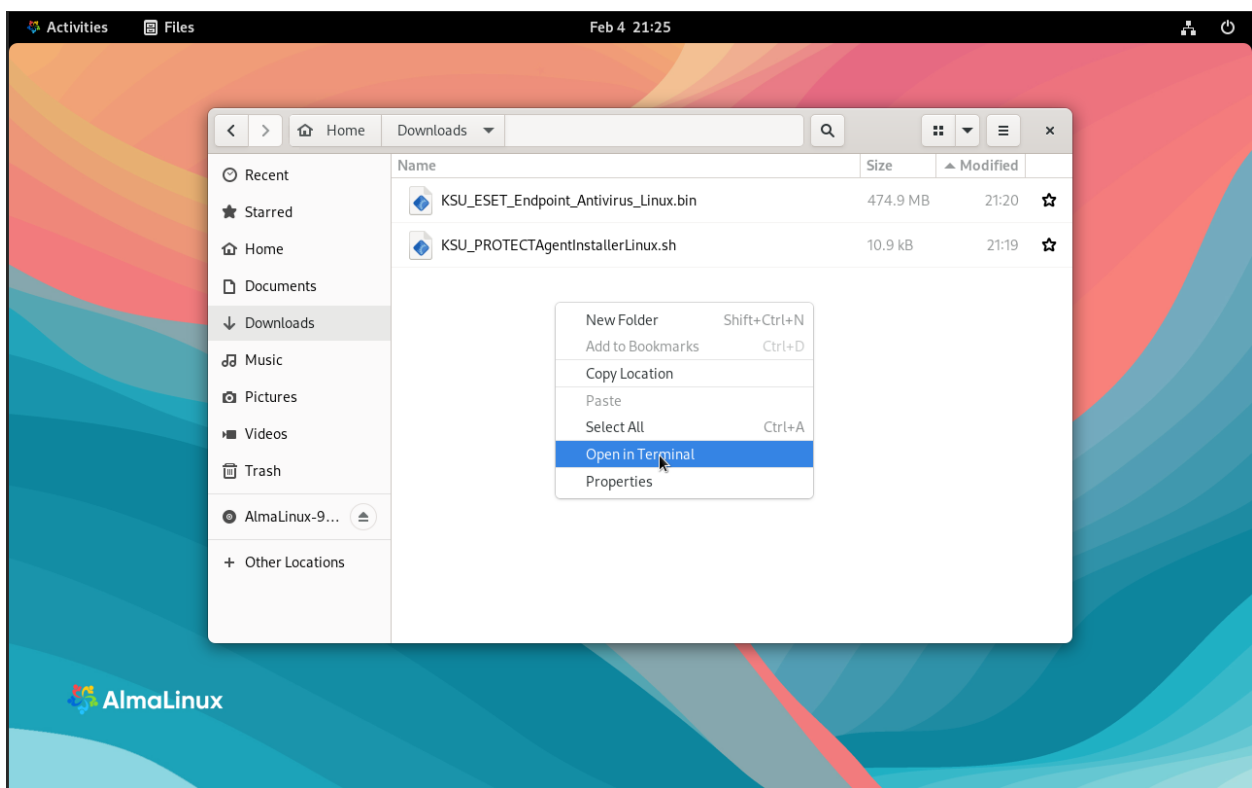 Activities Files Feb 4 21:25
Home Downloads
Name Size Modified
Recent
KSU_ESET_Endpoint_Antivirus_Linux.bin 474.9 MB 21:20
Starred
KSU_PROTECTAgentInstallerLinux.sh 10.9 kB 21:19
Home
Documents
Downloads
Music
Pictures
Videos
Trash
AlmaLinux-9...
+ Other Locations
New Folder Shift+Ctrl+N
Add to Bookmarks Ctrl+D
Copy Location
Paste
Select All Ctrl+A
Open in Terminal
Properties
AlmaLinux